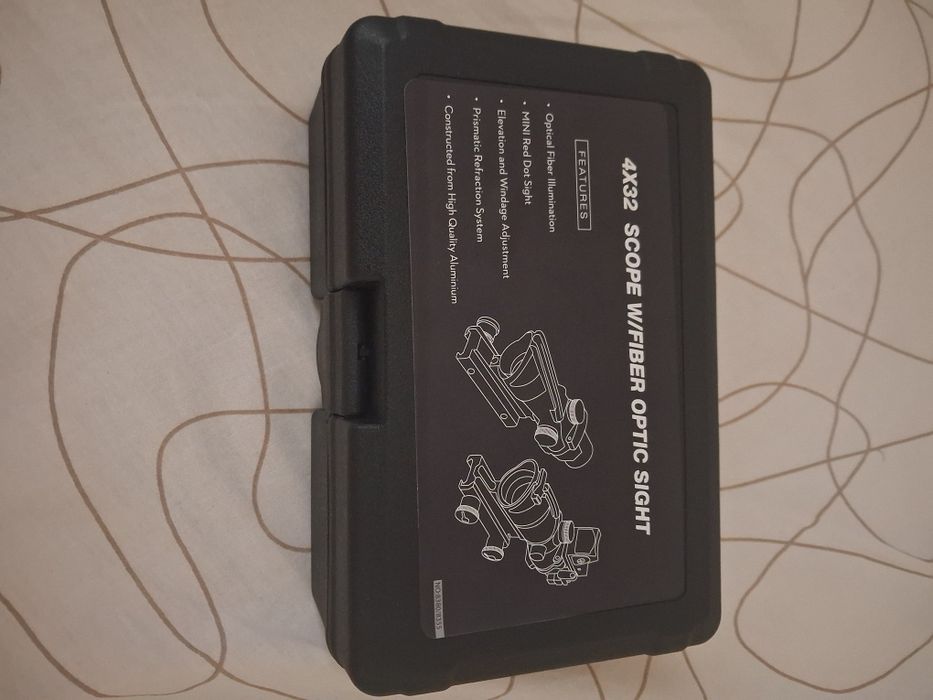 4X32 SCOPE W/FIBER OPTIC SIGHT
FEATURES
• Optical Fiber Illumination
• MINI Red Dot Sight
• Elevation and Windage Adjustment
• Prismatic Refraction System
• Constructed from High Quality Aluminium